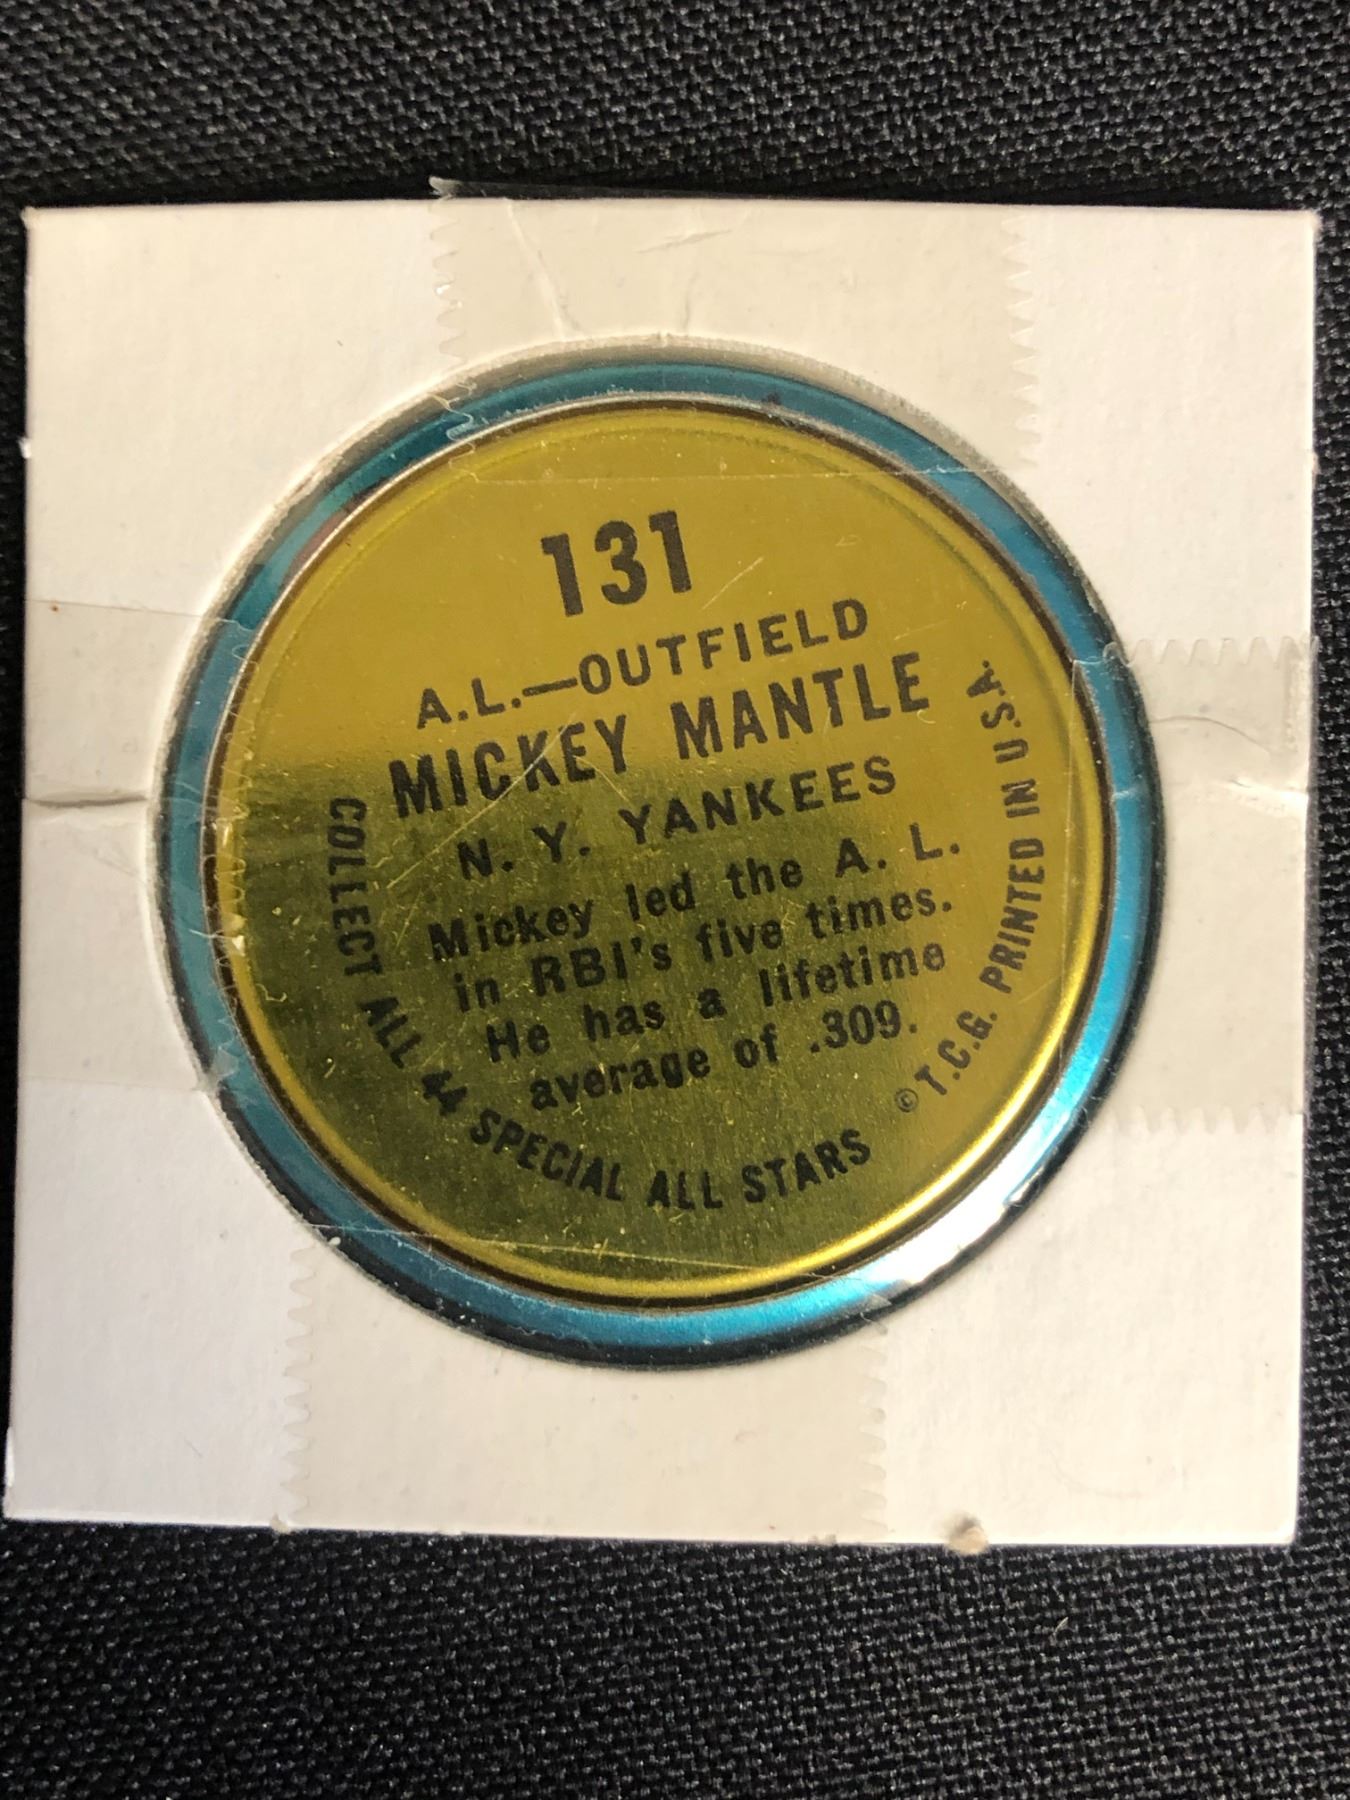 131
A.L.—OUTFIELD
MICKEY MANTLE
N. Y. YANKEES
Mickey led the A. L.
in RBI's five times.
He has a lifetime
average of .309.
COLLECT ALL 44 SPECIAL ALL STARS
© T.C.G. PRINTED IN U.S.A.